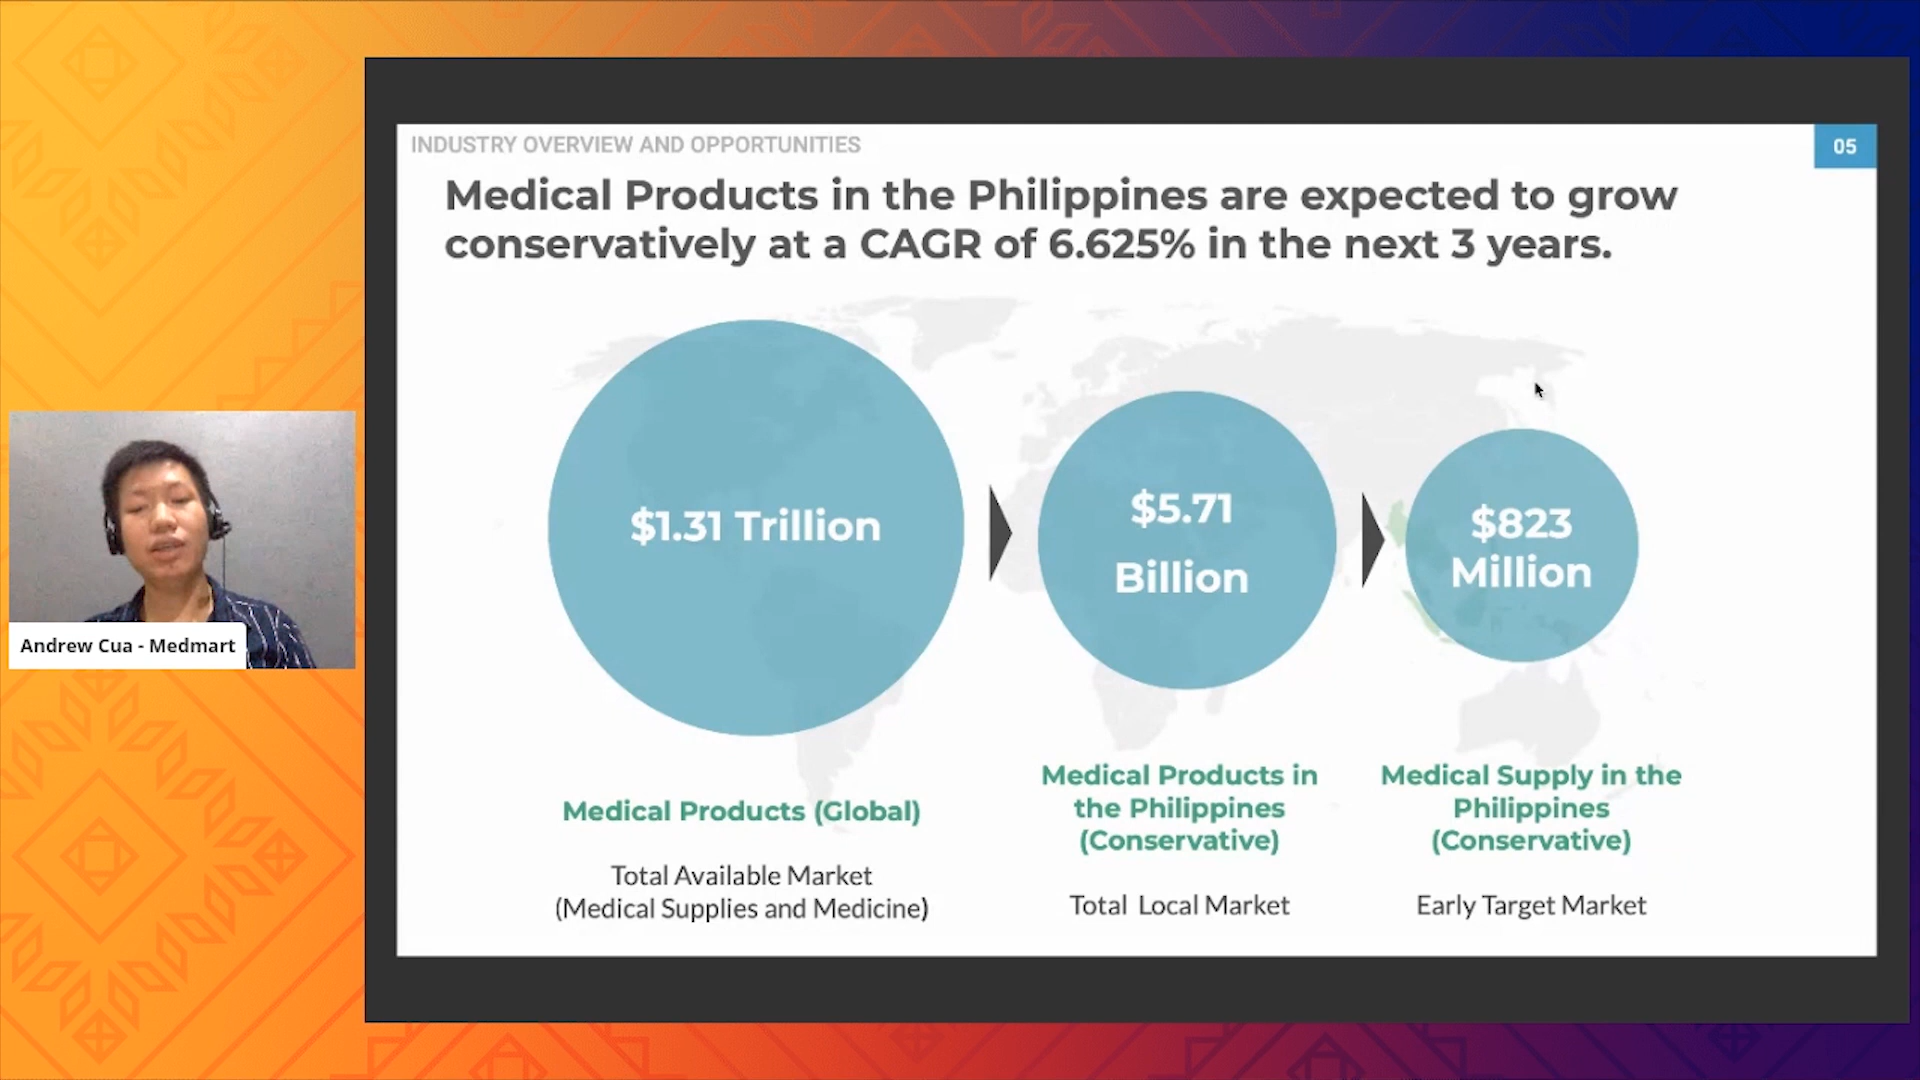 INDUSTRY OVERVIEW AND OPPORTUNITIES
05
Medical Products in the Philippines are expected to grow
conservatively at a CAGR of 6.625% in the next 3 years.
$1.31 Trillion
$5.71
Billion
$823
Million
Medical Products (Global)
Total Available Market
(Medical Supplies and Medicine)
Medical Products in
the Philippines
(Conservative)
Total Local Market
Medical Supply in the
Philippines
(Conservative)
Early Target Market
Andrew Cua - Medmart